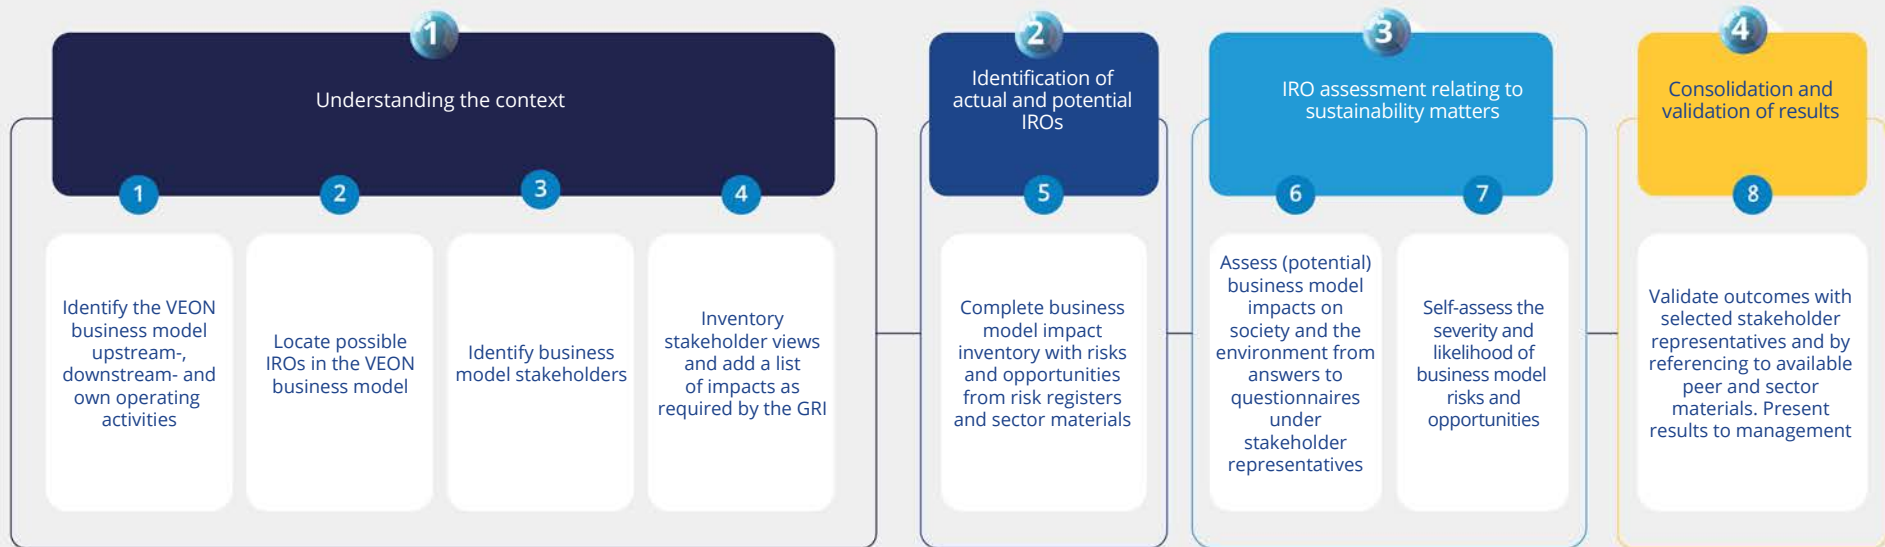 1
Understanding the context
1
Identify the VEON
business model
upstream-,
downstream- and
own operating
activities
2
Locate possible
IROs in the VEON
business model
3
Identify business
model stakeholders
4
Inventory
stakeholder views
and add a list
of impacts as
required by the GRI
2
Identification of
actual and potential
IROs
5
Complete business
model impact
inventory with risks
and opportunities
from risk registers
and sector materials
3
IRO assessment relating to
sustainability matters
6
Assess (potential)
business model
impacts on
society and the
environment from
answers to
questionnaires
under
stakeholder
representatives
7
Self-assess the
severity and
likelihood of
business model
risks and
opportunities
4
Consolidation and
validation of results
8
Validate outcomes with
selected stakeholder
representatives and by
referencing to available
peer and sector
materials. Present
results to management